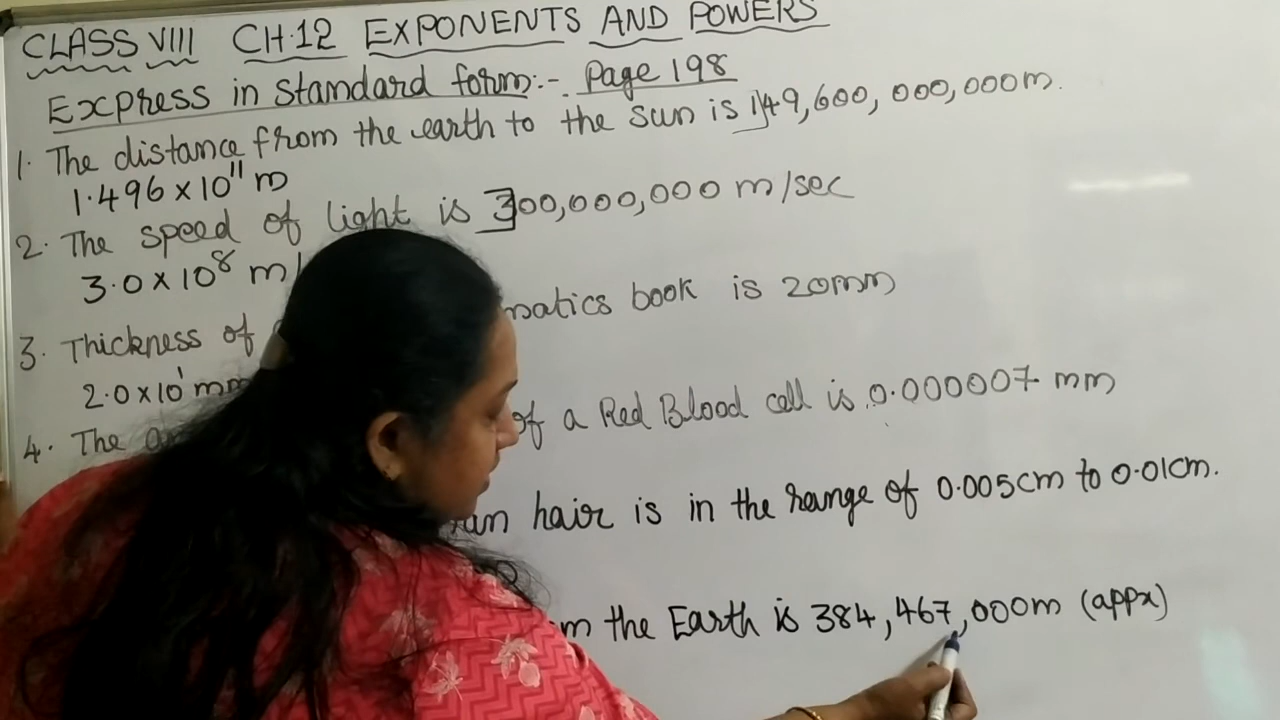 CLASS VIII CH.12 EXPONENTS AND POWERS
Express in standard form:- Page 198
1. The distance from the earth to the sun is 149,600,000,000m.
1.496 x 10¹¹ m
2. The speed of light is 300,000,000 m/sec
3.0 x 10⁸ m/
3. Thickness of matics book is 20mm
2.0 x 10¹ mm
4. The of a Red Blood cell is 0.000007 mm
hair is in the range of 0.005cm to 0.01cm.
the Earth is 384,467,000m (appx)